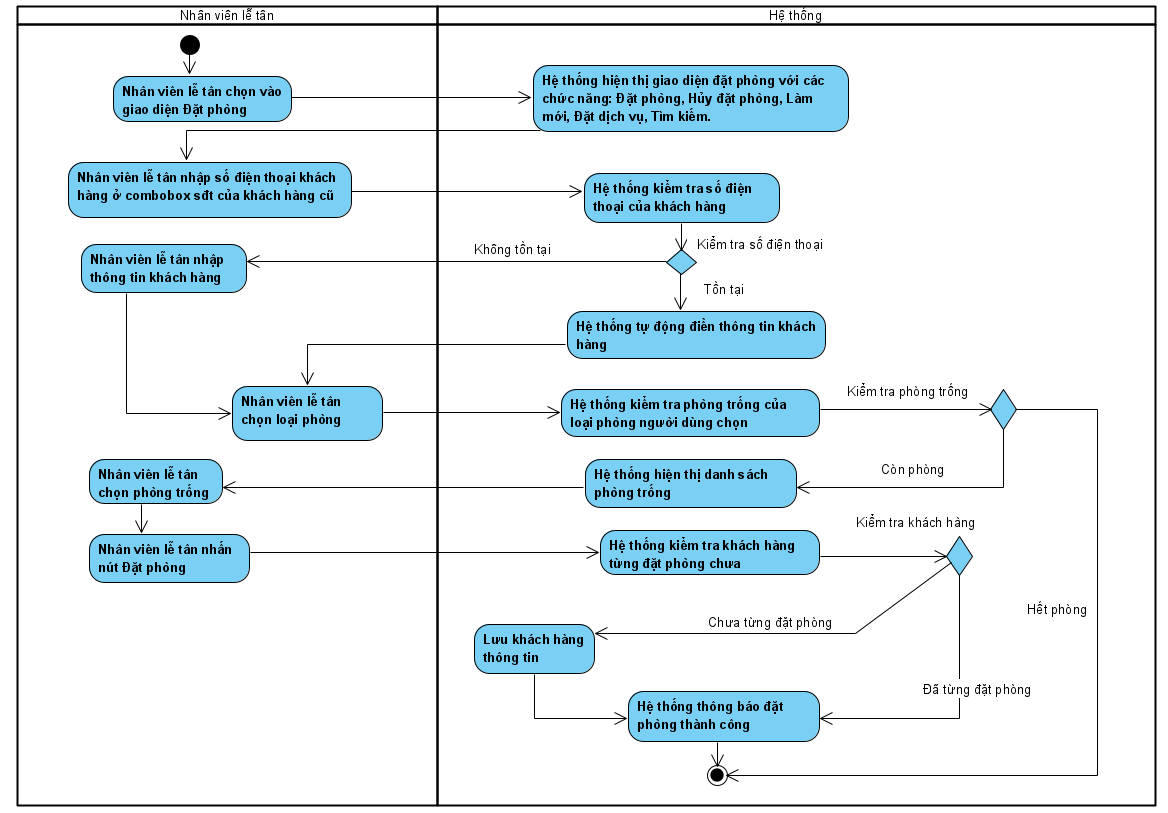 Nhân viên lễ tân
Hệ thống
Nhân viên lễ tân chọn vào
giao diện Đặt phòng
Hệ thống hiện thị giao diện đặt phòng với các
chức năng: Đặt phòng, Hủy đặt phòng, Làm
mới, Đặt dịch vụ, Tìm kiếm.
Nhân viên lễ tân nhập số điện thoại khách
hàng ở combobox sđt của khách hàng cũ
Hệ thống kiểm tra số điện
thoại của khách hàng
Kiểm tra số điện thoại
Không tồn tại
Nhân viên lễ tân nhập
thông tin khách hàng
Tồn tại
Hệ thống tự động điền thông tin khách
hàng
Nhân viên lễ tân
chọn loại phòng
Hệ thống kiểm tra phòng trống của
loại phòng người dùng chọn
Kiểm tra phòng trống
Còn phòng
Hệ thống hiện thị danh sách
phòng trống
Nhân viên lễ tân
chọn phòng trống
Nhân viên lễ tân nhấn
nút Đặt phòng
Hệ thống kiểm tra khách hàng
từng đặt phòng chưa
Kiểm tra khách hàng
Hết phòng
Chưa từng đặt phòng
Lưu khách hàng
thông tin
Đã từng đặt phòng
Hệ thống thông báo đặt
phòng thành công